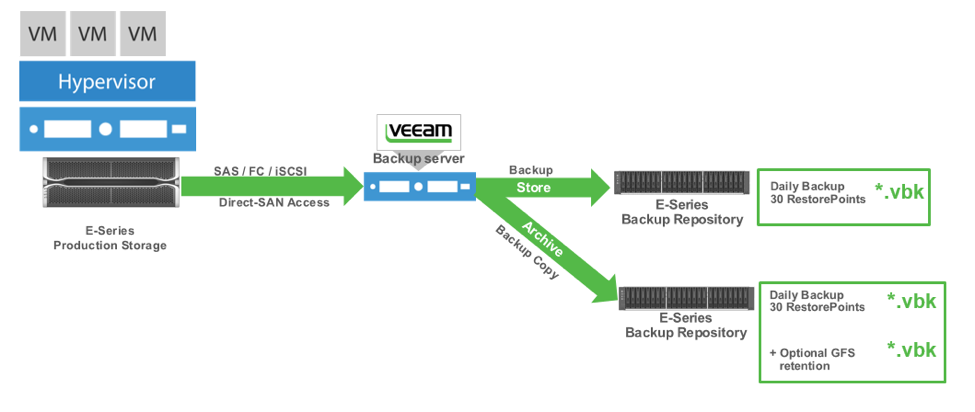 VM VM VM
Hypervisor
veeAm
Backup server
SAS / FC / iSCSI
Direct-SAN Access
E-Series
Production Storage
Backup
Store
Archive
Backup Copy
E-Series
Backup Repository
Daily Backup
30 RestorePoints
*.vbk
E-Series
Backup Repository
Daily Backup
30 RestorePoints
*.vbk
+ Optional GFS
retention
*.vbk